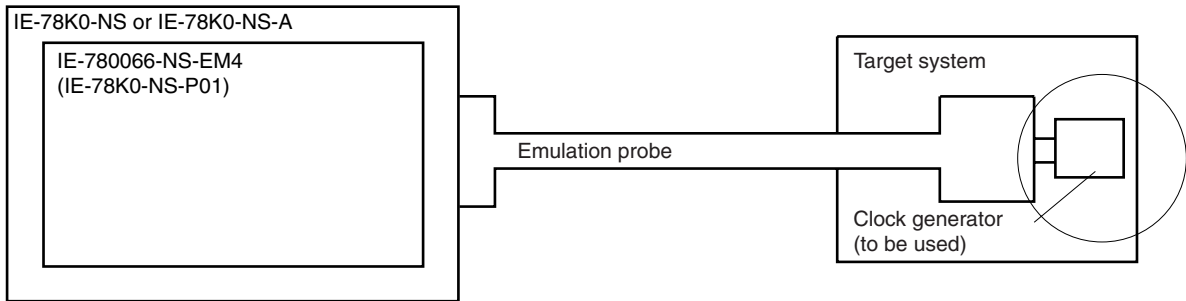 IE-78K0-NS or IE-78K0-NS-A
IE-780066-NS-EM4
(IE-78K0-NS-P01)
Emulation probe
Target system
Clock generator
(to be used)